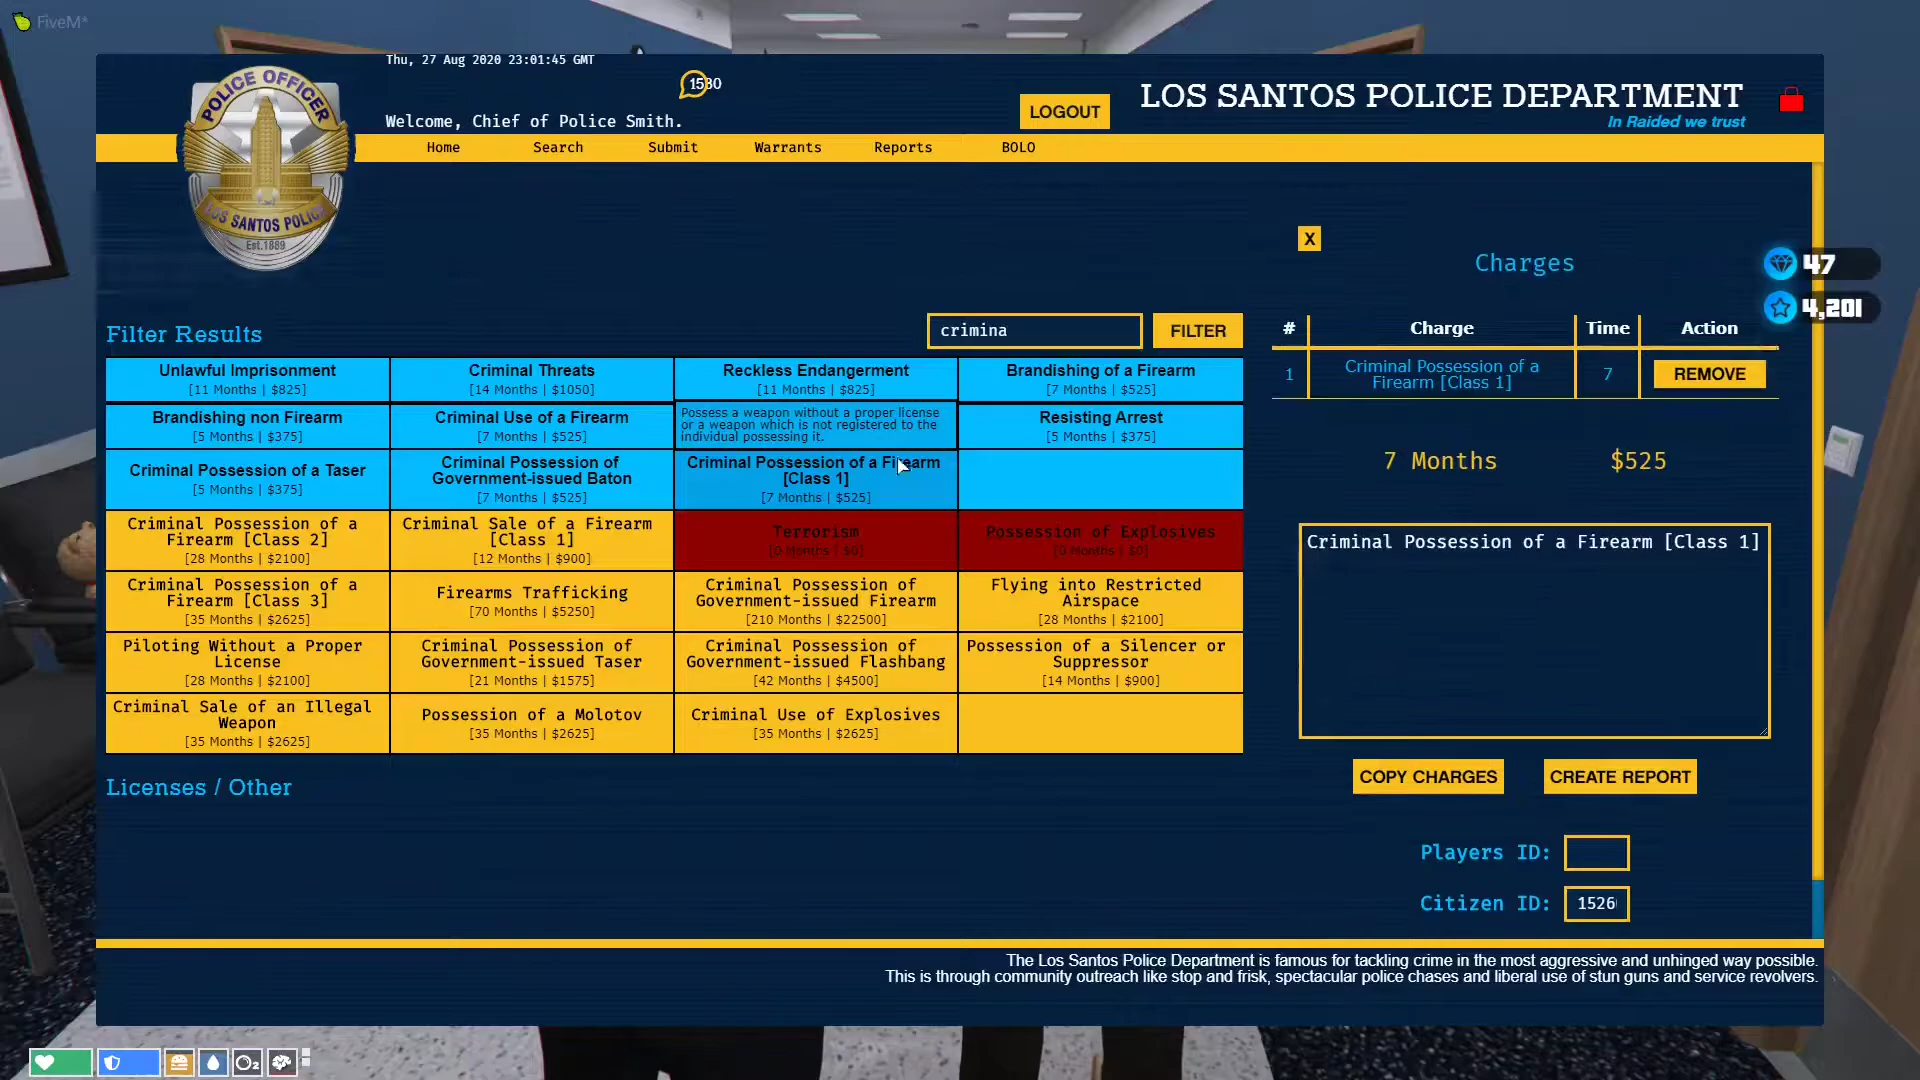 FiveM*
Thu, 27 Aug 2020 23:01:45 GMT
1530
Welcome, Chief of Police Smith.
LOGOUT
LOS SANTOS POLICE DEPARTMENT
In Raided we trust
POLICE OFFICER
LOS SANTOS POLICE
Est.1889
Home Search Submit Warrants Reports BOLO
X
Charges
47
4,201
Filter Results
crimina
FILTER
# Charge Time Action
1 Criminal Possession of a
Firearm [Class 1] 7 REMOVE
7 Months $525
Criminal Possession of a Firearm [Class 1]
Unlawful Imprisonment
[11 Months | $825]
Criminal Threats
[14 Months | $1050]
Reckless Endangerment
[11 Months | $825]
Brandishing of a Firearm
[7 Months | $525]
Brandishing non Firearm
[5 Months | $375]
Criminal Use of a Firearm
[7 Months | $525]
Possess a weapon without a proper license
or a weapon which is not registered to the
individual possessing it.
Resisting Arrest
[5 Months | $375]
Criminal Possession of a Taser
[5 Months | $375]
Criminal Possession of
Government-issued Baton
[7 Months | $525]
Criminal Possession of a Firearm
[Class 1]
[7 Months | $525]
Criminal Possession of a
Firearm [Class 2]
[28 Months | $2100]
Criminal Sale of a Firearm
[Class 1]
[12 Months | $900]
Terrorism
[0 Months | $0]
Possession of Explosives
[0 Months | $0]
Criminal Possession of a
Firearm [Class 3]
[35 Months | $2625]
Firearms Trafficking
[70 Months | $5250]
Criminal Possession of
Government-issued Firearm
[210 Months | $22500]
Flying into Restricted
Airspace
[28 Months | $2100]
Piloting Without a Proper
License
[28 Months | $2100]
Criminal Possession of
Government-issued Taser
[21 Months | $1575]
Criminal Possession of
Government-issued Flashbang
[42 Months | $4500]
Possession of a Silencer or
Suppressor
[14 Months | $900]
Criminal Sale of an Illegal
Weapon
[35 Months | $2625]
Possession of a Molotov
[35 Months | $2625]
Criminal Use of Explosives
[35 Months | $2625]
Licenses / Other
COPY CHARGES
CREATE REPORT
Players ID:
Citizen ID: 1526
The Los Santos Police Department is famous for tackling crime in the most aggressive and unhinged way possible.
This is through community outreach like stop and frisk, spectacular police chases and liberal use of stun guns and service revolvers.
O2